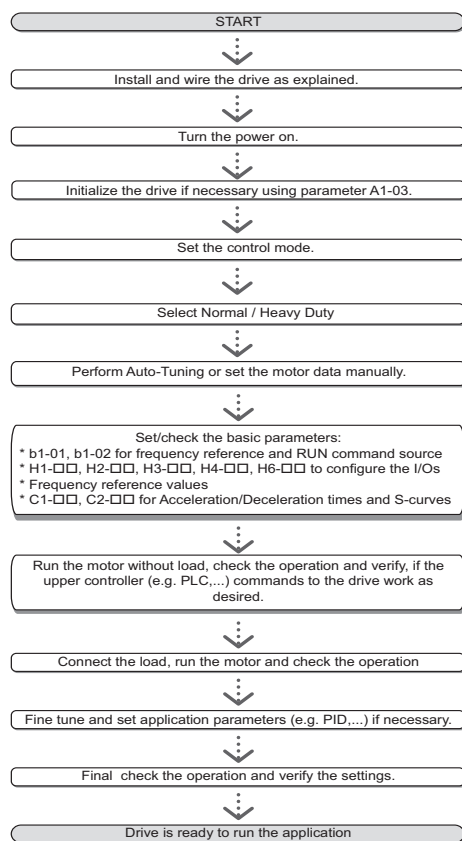 START
Install and wire the drive as explained.
Turn the power on.
Initialize the drive if necessary using parameter A1-03.
Set the control mode.
Select Normal / Heavy Duty
Perform Auto-Tuning or set the motor data manually.
Set/check the basic parameters:
* b1-01, b1-02 for frequency reference and RUN command source
* H1-□□, H2-□□, H3-□□, H4-□□, H6-□□ to configure the I/Os
* Frequency reference values
* C1-□□, C2-□□ for Acceleration/Deceleration times and S-curves
Run the motor without load, check the operation and verify, if the
upper controller (e.g. PLC,...) commands to the drive work as
desired.
Connect the load, run the motor and check the operation
Fine tune and set application parameters (e.g. PID,...) if necessary.
Final check the operation and verify the settings.
Drive is ready to run the application